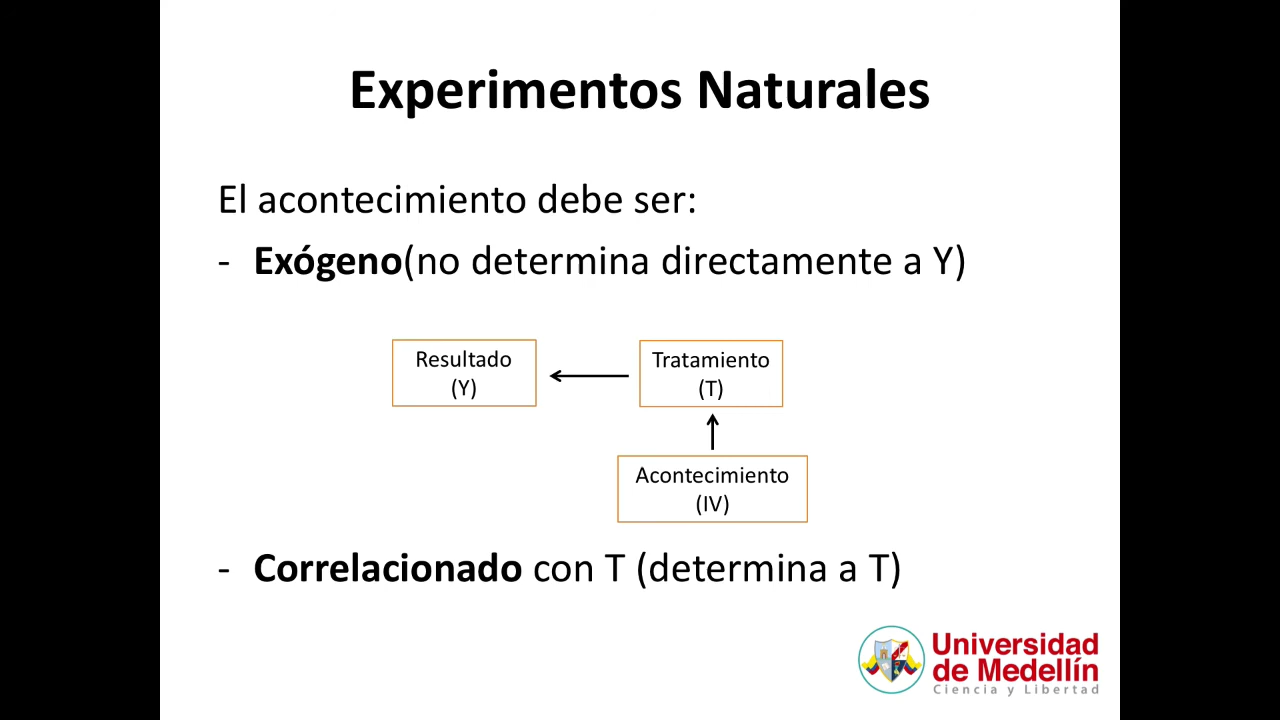 Experimentos Naturales
El acontecimiento debe ser:
- Exógeno(no determina directamente a Y)
Resultado
(Y)
Tratamiento
(T)
Acontecimiento
(IV)
- Correlacionado con T (determina a T)
Universidad
de Medellín
Ciencia y Libertad